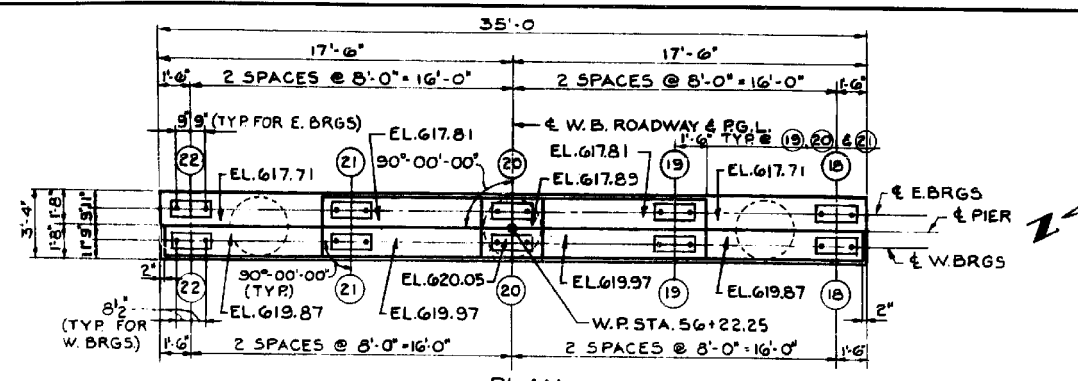 35'-0
17'-6" 17'-6"
1'-6" 2 SPACES @ 8'-0" = 16'-0" 2 SPACES @ 8'-0" = 16'-0" 1'-6"
9" 9" (TYP. FOR E. BRGS) ℄ W.B. ROADWAY & P.G.L.
EL.617.81 EL.617.81 1'-6" TYP. @ 19, 20 & 21
90°-00'-00"
22 21 20 19 18
EL.617.71 EL.617.89 EL.617.71
3'-4" 1'-8" 1'-8" 11" 9" 9" 11"
℄ E.BRGS
℄ PIER
℄ W.BRGS
2" 90°-00'-00" (TYP.) EL.620.05 EL.619.97 EL.619.87 2"
22 21 20 19 18
8½" (TYP. FOR W. BRGS.)
EL.619.87 EL.619.97 W.P. STA. 56+22.25
1'-6" 2 SPACES @ 8'-0" = 16'-0" 2 SPACES @ 8'-0" = 16'-0" 1'-6"